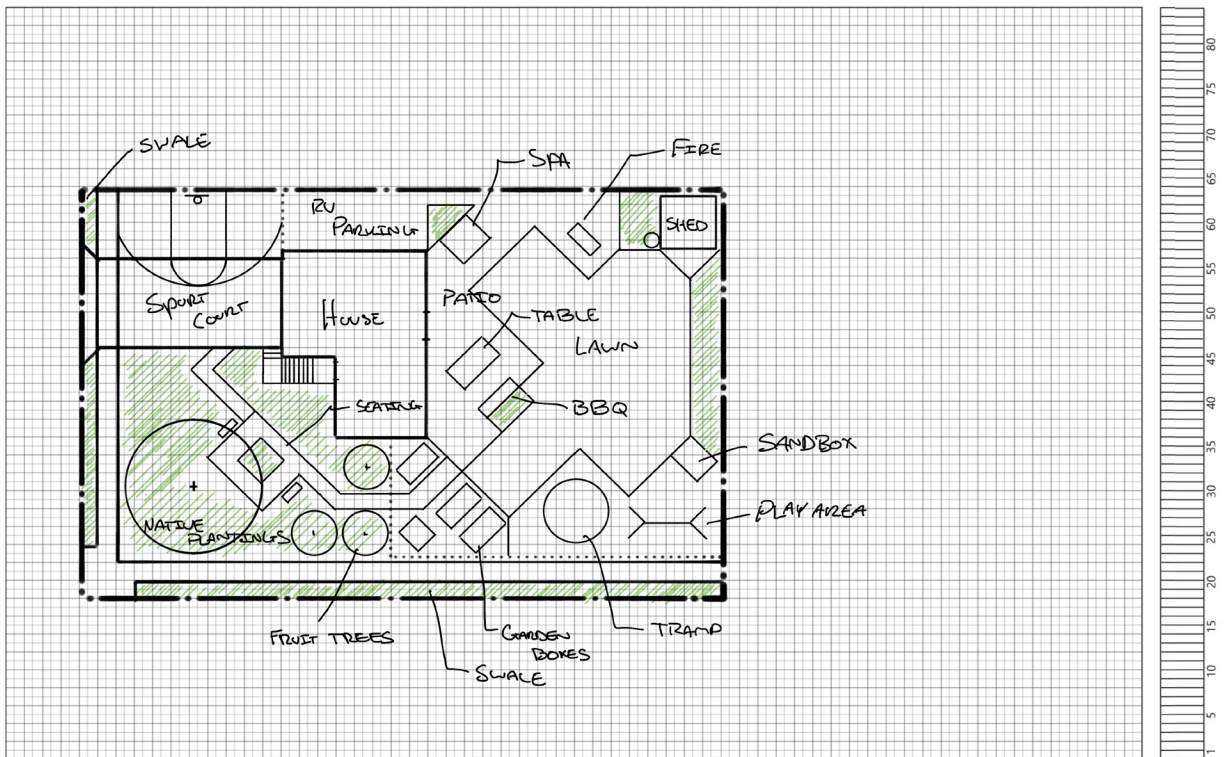 SWALE
SPA
FIRE
RV
PARKING
SHED
SPORT
COURT
HOUSE
PATIO
TABLE
LAWN
SEATING
BBQ
SANDBOX
NATIVE
PLANTINGS
PLAY AREA
FRUIT TREES
GARDEN
BOXES
TRAMP
SWALE
80
75
70
65
60
55
50
45
40
35
30
25
20
15
10
5
1